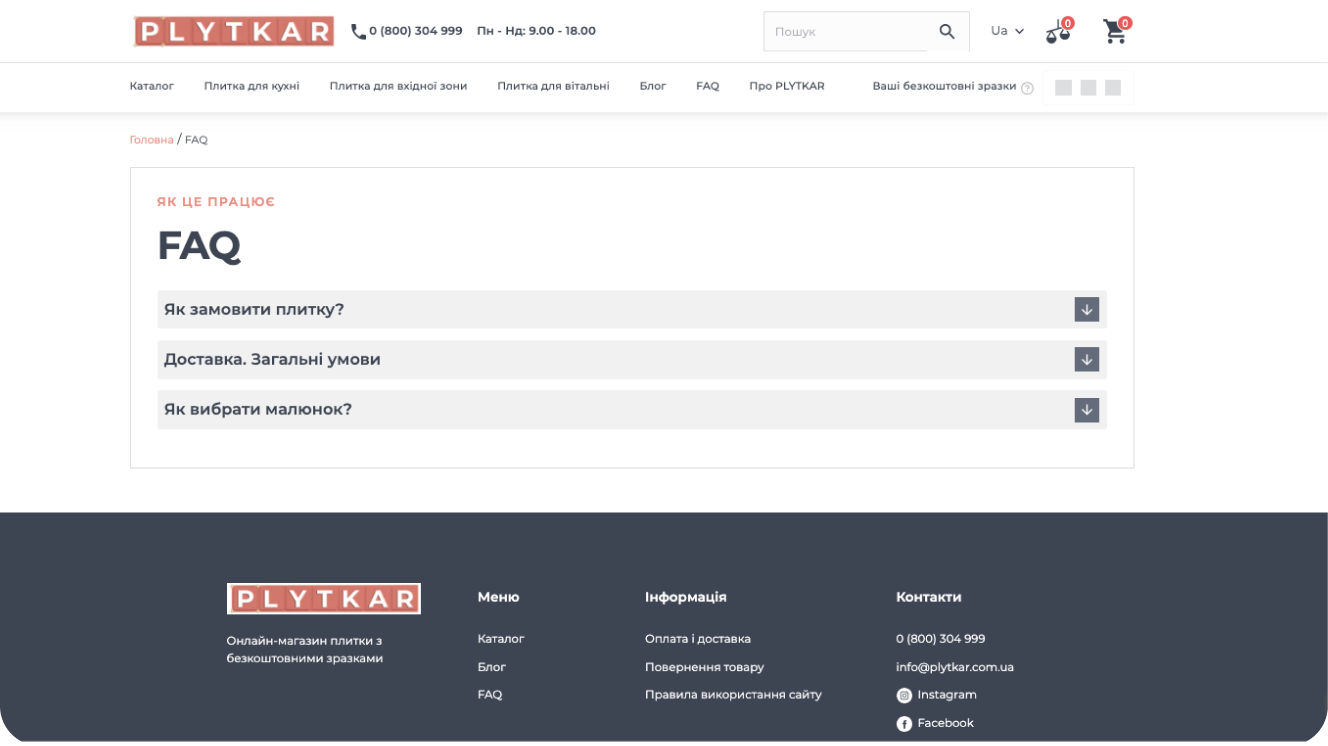 PLYTKAR
0 (800) 304 999 Пн - Нд: 9.00 - 18.00
Пошук
Ua
0
0
Каталог Плитка для кухні Плитка для вхідної зони Плитка для вітальні Блог FAQ Про PLYTKAR Ваші безкоштовні зразки ?
Головна / FAQ
ЯК ЦЕ ПРАЦЮЄ
FAQ
Як замовити плитку?
Доставка. Загальні умови
Як вибрати малюнок?
PLYTKAR
Онлайн-магазин плитки з
безкоштовними зразками
Меню
Каталог
Блог
FAQ
Інформація
Оплата і доставка
Повернення товару
Правила використання сайту
Контакти
0 (800) 304 999
info@plytkar.com.ua
Instagram
Facebook